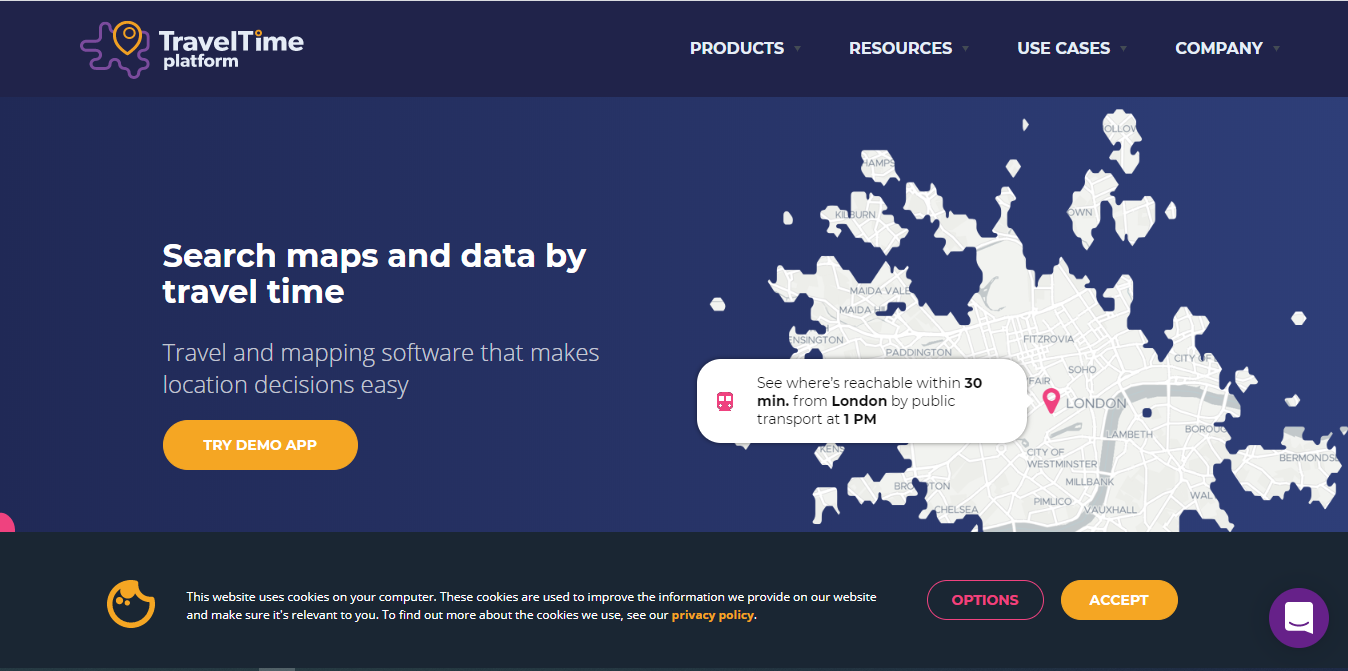 TravelTime
platform
PRODUCTS
RESOURCES
USE CASES
COMPANY
Search maps and data by
travel time
Travel and mapping software that makes
location decisions easy
TRY DEMO APP
OLLOW
HAMPS
KILBURN
OWN
MAIDA VALE
MAIDA HI
ENSINGTON
PADDINGTON
FITZROVIA
CITY OF
SOHO
FAIR
See where's reachable within 30
min. from London by public
transport at 1 PM
LONDON
LAMBETH
BOROUG
KENS
CITY OF
WESTMINSTER
BERMONDSE
BROMPTON
MILLBANK
PIMLICO
WAL
CHELSEA
VAUXHALL
This website uses cookies on your computer. These cookies are used to improve the information we provide on our website
and make sure it's relevant to you. To find out more about the cookies we use, see our privacy policy.
OPTIONS
ACCEPT